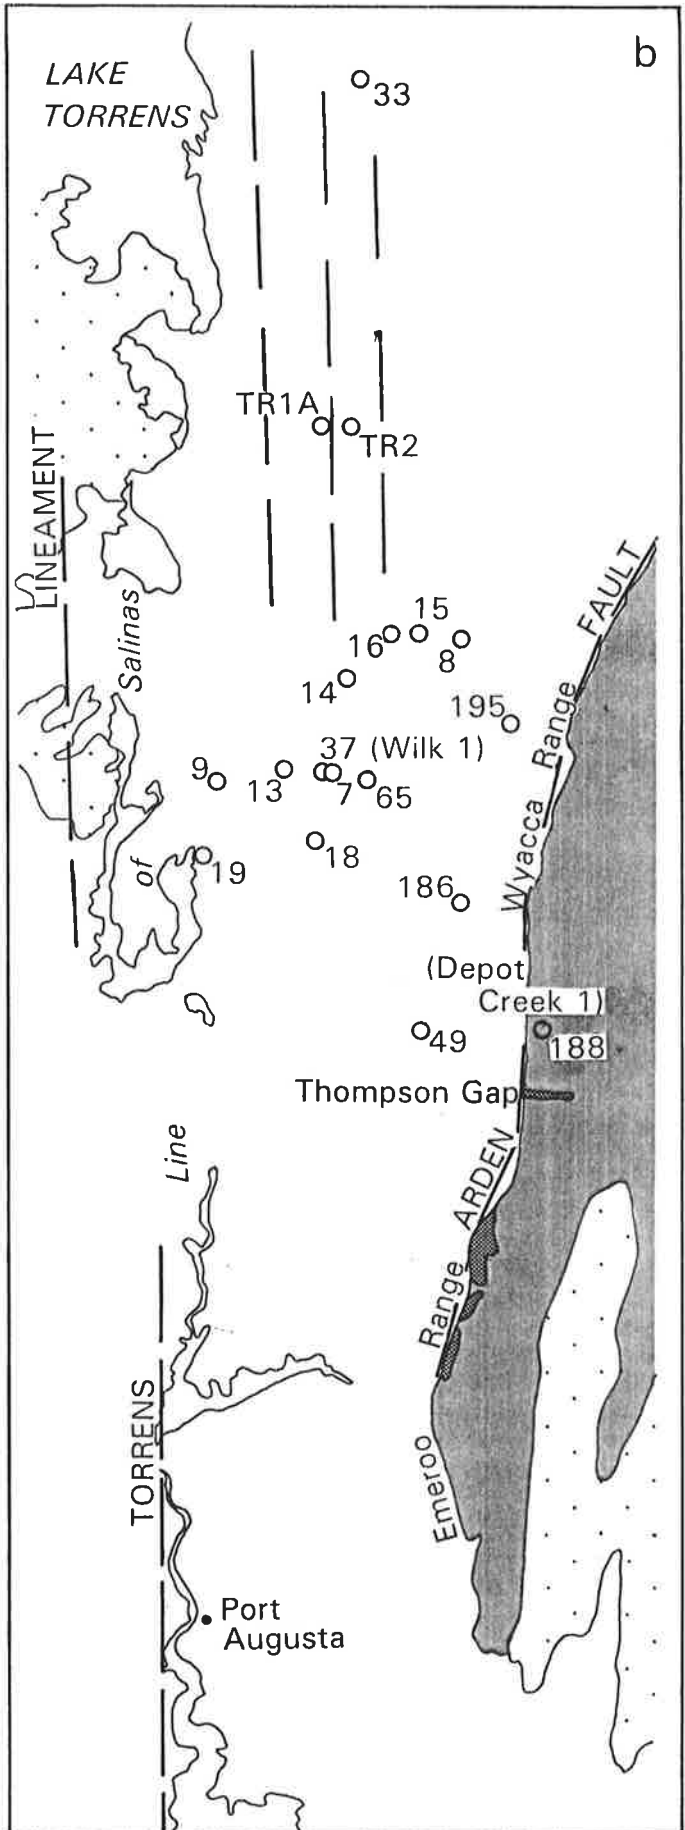 b
LAKE
TORRENS
33
TR1A
TR2
LINEAMENT
Salinas
FAULT
15
16
8
14
195
Range
37 (Wilk 1)
9
13
7
65
Wyacca
18
19
of
186
(Depot
Creek 1)
49
188
Thompson Gap
Line
ARDEN
Range
TORRENS
Emeroo
Port
Augusta